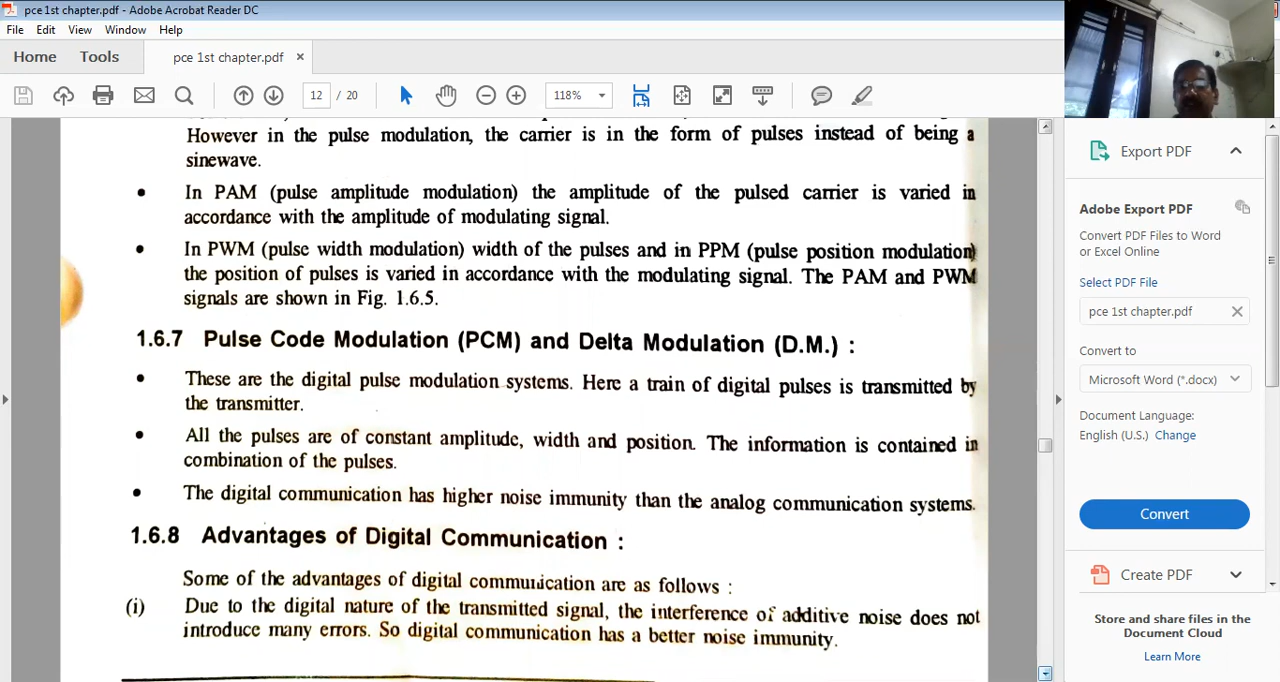 pce 1st chapter.pdf - Adobe Acrobat Reader DC
File Edit View Window Help
Home Tools pce 1st chapter.pdf ×
12 / 20 118%
However in the pulse modulation, the carrier is in the form of pulses instead of being a
sinewave.
• In PAM (pulse amplitude modulation) the amplitude of the pulsed carrier is varied in
accordance with the amplitude of modulating signal.
• In PWM (pulse width modulation) width of the pulses and in PPM (pulse position modulation)
the position of pulses is varied in accordance with the modulating signal. The PAM and PWM
signals are shown in Fig. 1.6.5.
1.6.7 Pulse Code Modulation (PCM) and Delta Modulation (D.M.) :
• These are the digital pulse modulation systems. Here a train of digital pulses is transmitted by
the transmitter.
• All the pulses are of constant amplitude, width and position. The information is contained in
combination of the pulses.
• The digital communication has higher noise immunity than the analog communication systems.
1.6.8 Advantages of Digital Communication :
Some of the advantages of digital communication are as follows :
(i) Due to the digital nature of the transmitted signal, the interference of additive noise does not
introduce many errors. So digital communication has a better noise immunity.
Export PDF
Adobe Export PDF
Convert PDF Files to Word
or Excel Online
Select PDF File
pce 1st chapter.pdf ×
Convert to
Microsoft Word (*.docx)
Document Language:
English (U.S.) Change
Convert
Create PDF
Store and share files in the
Document Cloud
Learn More